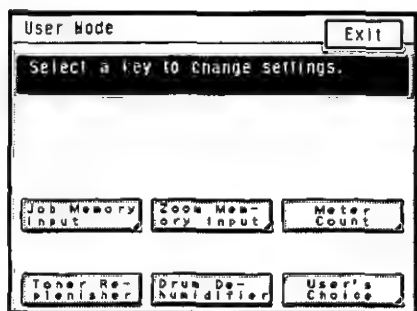 User Mode
Exit
Select a key to change settings.
Job Memory
Input
Zoom Mem-
ory Input
Meter
Count
Toner Re-
plenisher
Drum De-
humidifier
User's
Choice